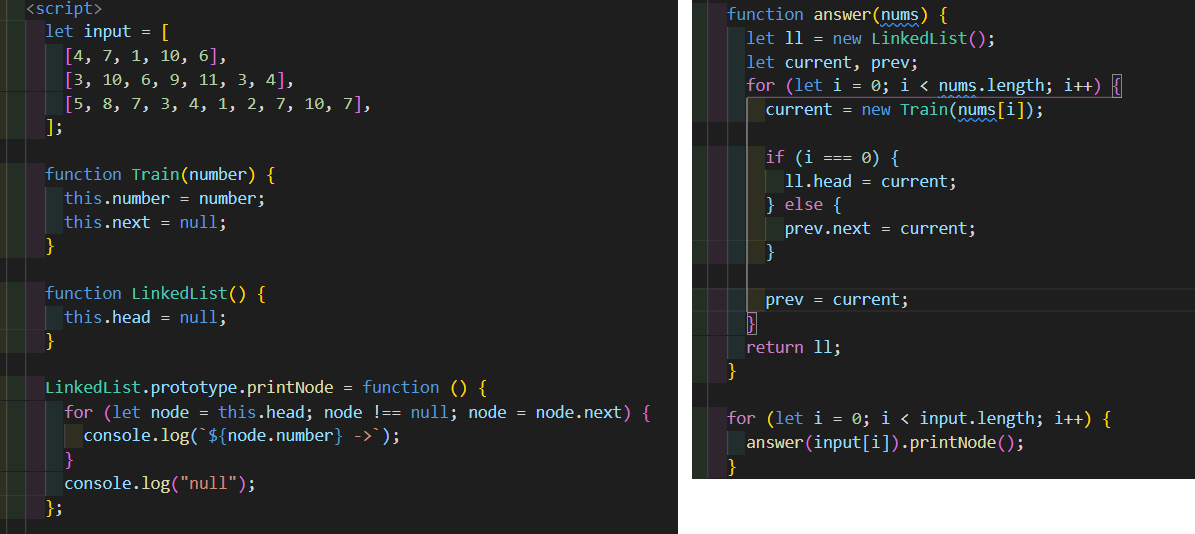 <script>
let input = [
[4, 7, 1, 10, 6],
[3, 10, 6, 9, 11, 3, 4],
[5, 8, 7, 3, 4, 1, 2, 7, 10, 7],
];
function Train(number) {
this.number = number;
this.next = null;
}
function LinkedList() {
this.head = null;
}
LinkedList.prototype.printNode = function () {
for (let node = this.head; node !== null; node = node.next) {
console.log(`${node.number} ->`);
}
console.log("null");
};
function answer(nums) {
let ll = new LinkedList();
let current, prev;
for (let i = 0; i < nums.length; i++) {
current = new Train(nums[i]);
if (i === 0) {
ll.head = current;
} else {
prev.next = current;
}
prev = current;
}
return ll;
}
for (let i = 0; i < input.length; i++) {
answer(input[i]).printNode();
}